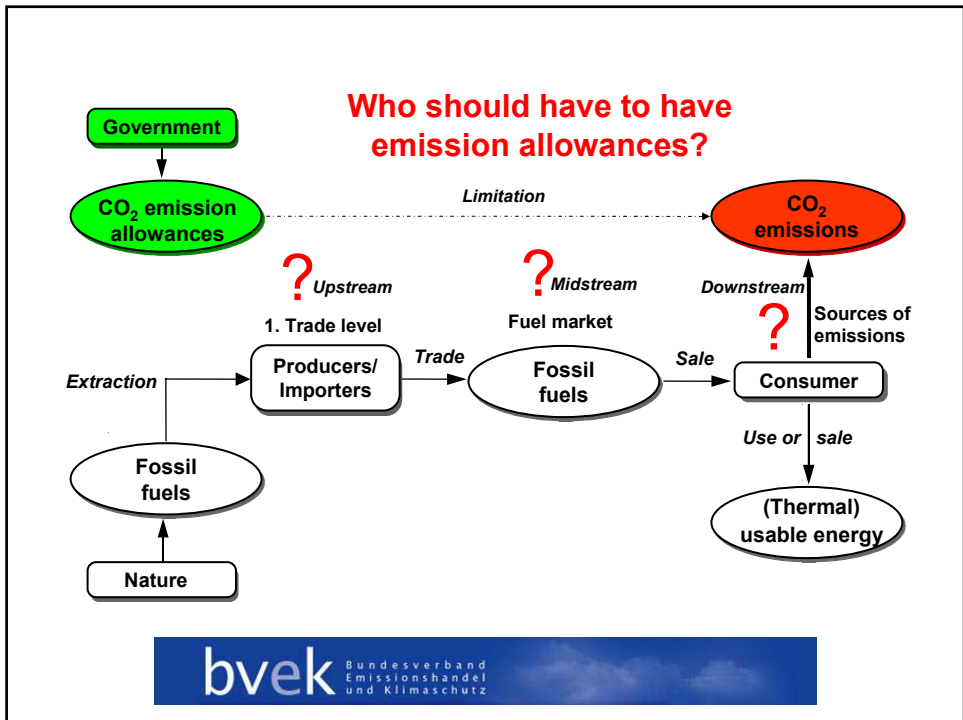 Who should have to have
emission allowances?
Government
CO₂ emission
allowances
Limitation
CO₂
emissions
? Upstream
? Midstream
Downstream
?
Sources of
emissions
1. Trade level
Fuel market
Extraction
Producers/
Importers
Trade
Fossil
fuels
Sale
Consumer
Use or sale
Fossil
fuels
(Thermal)
usable energy
Nature
bvek
Bundesverband
Emissionshandel
und Klimaschutz